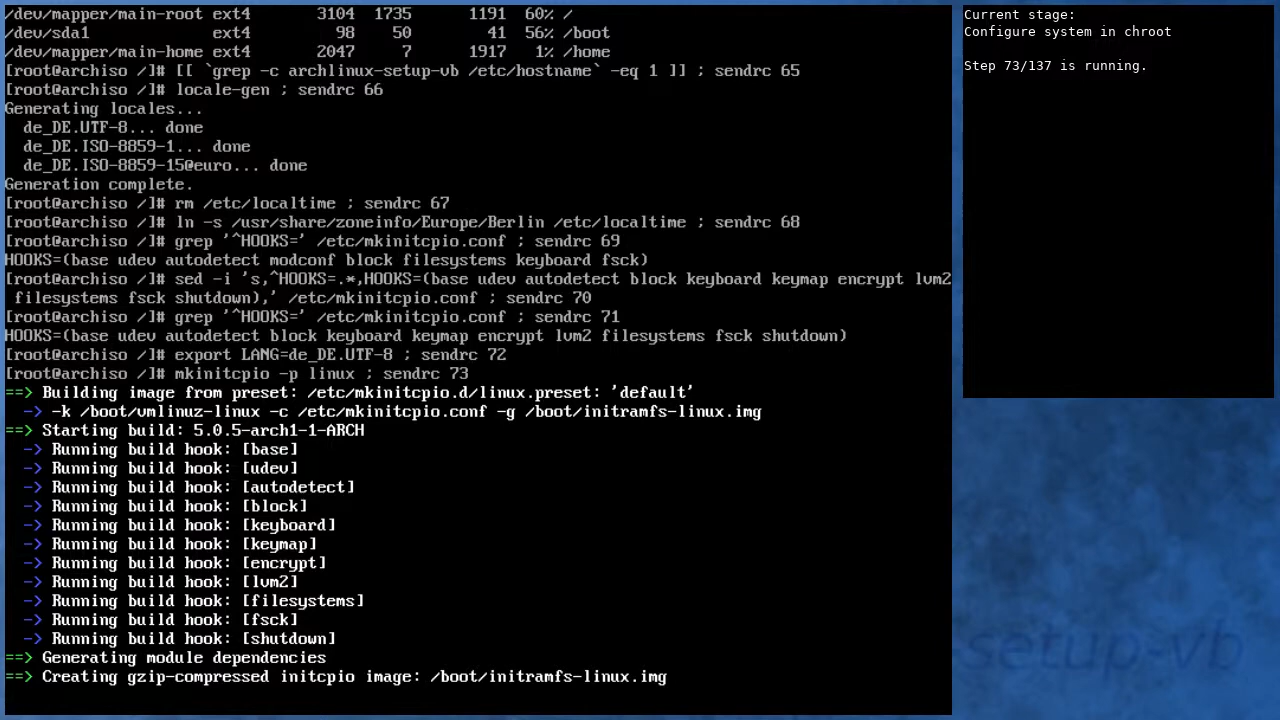 /dev/mapper/main-root ext4       3104  1735      1191  60% /
/dev/sda1             ext4         98    50        41  56% /boot
/dev/mapper/main-home ext4       2047     7      1917   1% /home
[root@archiso /]# [[ `grep -c archlinux-setup-vb /etc/hostname` -eq 1 ]] ; sendrc 65
[root@archiso /]# locale-gen ; sendrc 66
Generating locales...
  de_DE.UTF-8... done
  de_DE.ISO-8859-1... done
  de_DE.ISO-8859-15@euro... done
Generation complete.
[root@archiso /]# rm /etc/localtime ; sendrc 67
[root@archiso /]# ln -s /usr/share/zoneinfo/Europe/Berlin /etc/localtime ; sendrc 68
[root@archiso /]# grep '^HOOKS=' /etc/mkinitcpio.conf ; sendrc 69
HOOKS=(base udev autodetect modconf block filesystems keyboard fsck)
[root@archiso /]# sed -i 's,^HOOKS=.*,HOOKS=(base udev autodetect block keyboard keymap encrypt lvm2
 filesystems fsck shutdown),' /etc/mkinitcpio.conf ; sendrc 70
[root@archiso /]# grep '^HOOKS=' /etc/mkinitcpio.conf ; sendrc 71
HOOKS=(base udev autodetect block keyboard keymap encrypt lvm2 filesystems fsck shutdown)
[root@archiso /]# export LANG=de_DE.UTF-8 ; sendrc 72
[root@archiso /]# mkinitcpio -p linux ; sendrc 73
==> Building image from preset: /etc/mkinitcpio.d/linux.preset: 'default'
  -> -k /boot/vmlinuz-linux -c /etc/mkinitcpio.conf -g /boot/initramfs-linux.img
==> Starting build: 5.0.5-arch1-1-ARCH
  -> Running build hook: [base]
  -> Running build hook: [udev]
  -> Running build hook: [autodetect]
  -> Running build hook: [block]
  -> Running build hook: [keyboard]
  -> Running build hook: [keymap]
  -> Running build hook: [encrypt]
  -> Running build hook: [lvm2]
  -> Running build hook: [filesystems]
  -> Running build hook: [fsck]
  -> Running build hook: [shutdown]
==> Generating module dependencies
==> Creating gzip-compressed initcpio image: /boot/initramfs-linux.img
Current stage:
Configure system in chroot
Step 73/137 is running.
setup-vb